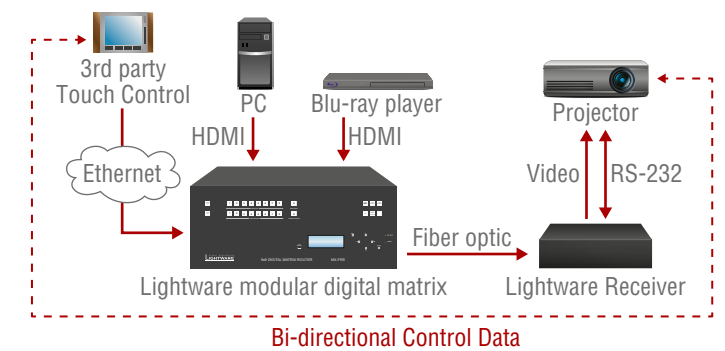 3rd party
Touch Control
PC
Blu-ray player
Projector
HDMI
HDMI
Ethernet
Video
RS-232
LIGHTWARE
Fiber optic
Lightware modular digital matrix
Lightware Receiver
Bi-directional Control Data